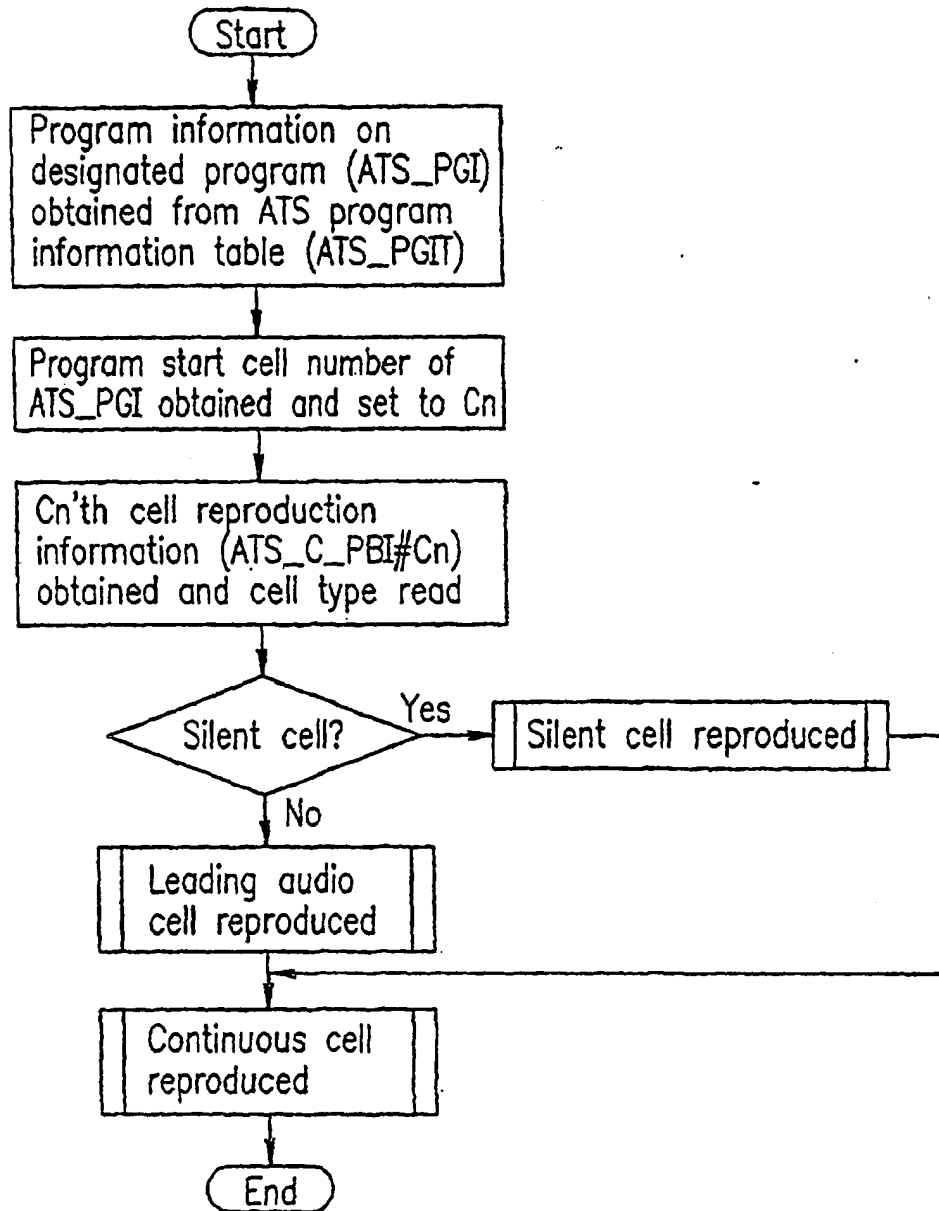 Start
Program information on
designated program (ATS_PGI)
obtained from ATS program
information table (ATS_PGIT)
Program start cell number of
ATS_PGI obtained and set to Cn
Cn'th cell reproduction
information (ATS_C_PBI#Cn)
obtained and cell type read
Silent cell?
Yes
Silent cell reproduced
No
Leading audio
cell reproduced
Continuous cell
reproduced
End